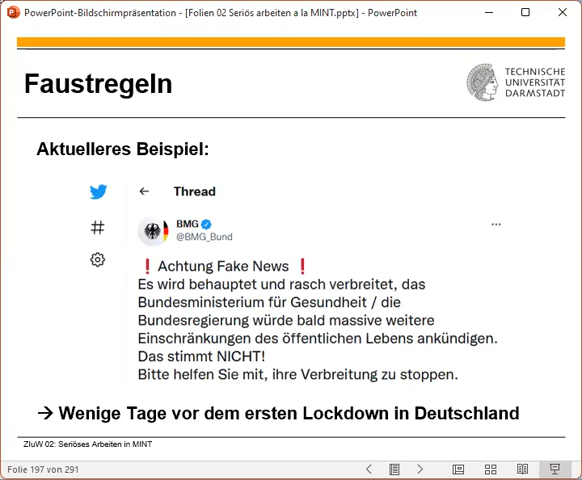 PowerPoint-Bildschirmpräsentation - [Folien 02 Seriös arbeiten a la MINT.pptx] - PowerPoint
Faustregeln
TECHNISCHE
UNIVERSITÄT
DARMSTADT
Aktuelleres Beispiel:
← Thread
BMG
@BMG_Bund
❗Achtung Fake News ❗
Es wird behauptet und rasch verbreitet, das
Bundesministerium für Gesundheit / die
Bundesregierung würde bald massive weitere
Einschränkungen des öffentlichen Lebens ankündigen.
Das stimmt NICHT!
Bitte helfen Sie mit, ihre Verbreitung zu stoppen.
→ Wenige Tage vor dem ersten Lockdown in Deutschland
ZIuW 02: Seriöses Arbeiten in MINT
Folie 197 von 291